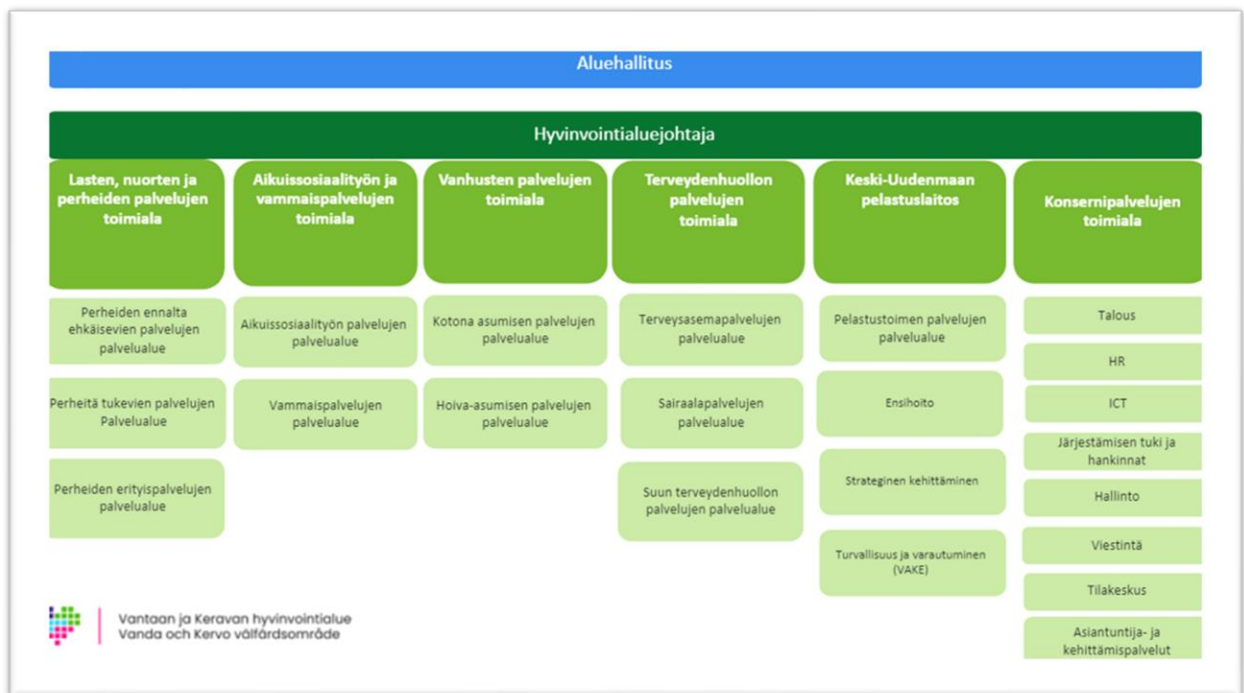 Aluehallitus
Hyvinvointialuejohtaja
Lasten, nuorten ja
perheiden palvelujen
toimiala
Perheiden ennalta
ehkäisevien palvelujen
palvelualue
Perheitä tukevien palvelujen
Palvelualue
Perheiden erityispalvelujen
palvelualue
Aikuissosiaalityön ja
vammaispalvelujen
toimiala
Aikuissosiaalityön palvelujen
palvelualue
Vammaispalvelujen
palvelualue
Vanhusten palvelujen
toimiala
Kotona asumisen palvelujen
palvelualue
Hoiva-asumisen palvelujen
palvelualue
Terveydenhuollon
palvelujen
toimiala
Terveysasemapalvelujen
palvelualue
Sairaalapalvelujen
palvelualue
Suun terveydenhuollon
palvelujen palvelualue
Keski-Uudenmaan
pelastuslaitos
Pelastustoimen palvelujen
palvelualue
Ensihoito
Strateginen kehittäminen
Turvallisuus ja varautuminen
(VAKE)
Konsernipalvelujen
toimiala
Talous
HR
ICT
Järjestämisen tuki ja
hankinnat
Hallinto
Viestintä
Tilakeskus
Asiantuntija- ja
kehittämispalvelut
Vantaan ja Keravan hyvinvointialue
Vanda och Kervo välfärdsområde